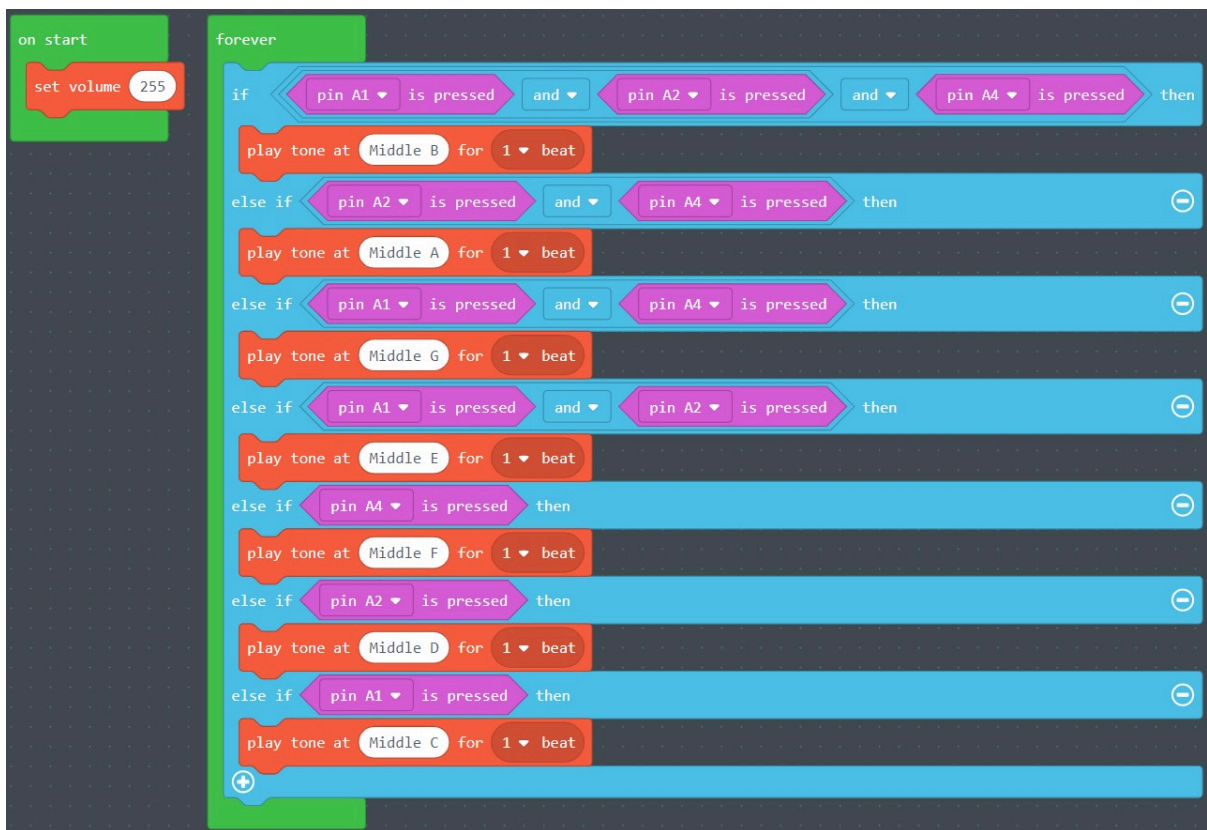 on start
set volume 255
forever
if pin A1 is pressed and pin A2 is pressed and pin A4 is pressed then
play tone at Middle B for 1 beat
else if pin A2 is pressed and pin A4 is pressed then
play tone at Middle A for 1 beat
else if pin A1 is pressed and pin A4 is pressed then
play tone at Middle G for 1 beat
else if pin A1 is pressed and pin A2 is pressed then
play tone at Middle E for 1 beat
else if pin A4 is pressed then
play tone at Middle F for 1 beat
else if pin A2 is pressed then
play tone at Middle D for 1 beat
else if pin A1 is pressed then
play tone at Middle C for 1 beat